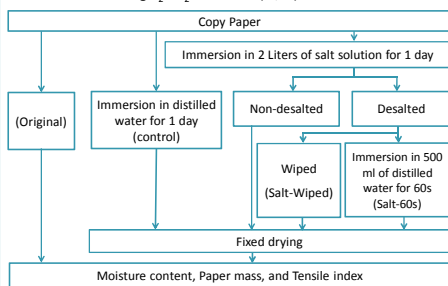 Copy Paper
Immersion in 2 Liters of salt solution for 1 day
(Original)
Immersion in distilled
water for 1 day
(control)
Non-desalted
Desalted
Wiped
(Salt-Wiped)
Immersion in 500
ml of distilled
water for 60s
(Salt-60s)
Fixed drying
Moisture content, Paper mass, and Tensile index